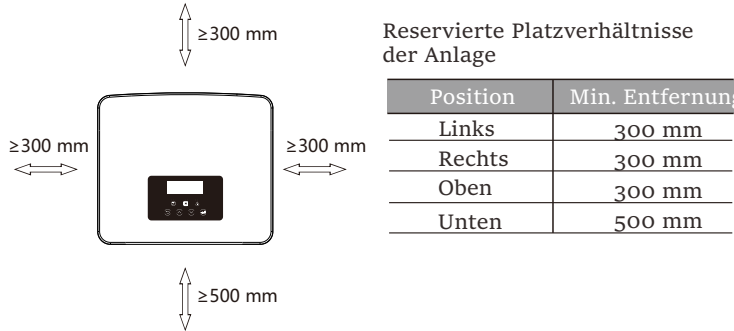 ≥300 mm
≥300 mm
≥300 mm
≥500 mm
Reservierte Platzverhältnisse
der Anlage
Position Min. Entfernung
Links 300 mm
Rechts 300 mm
Oben 300 mm
Unten 500 mm